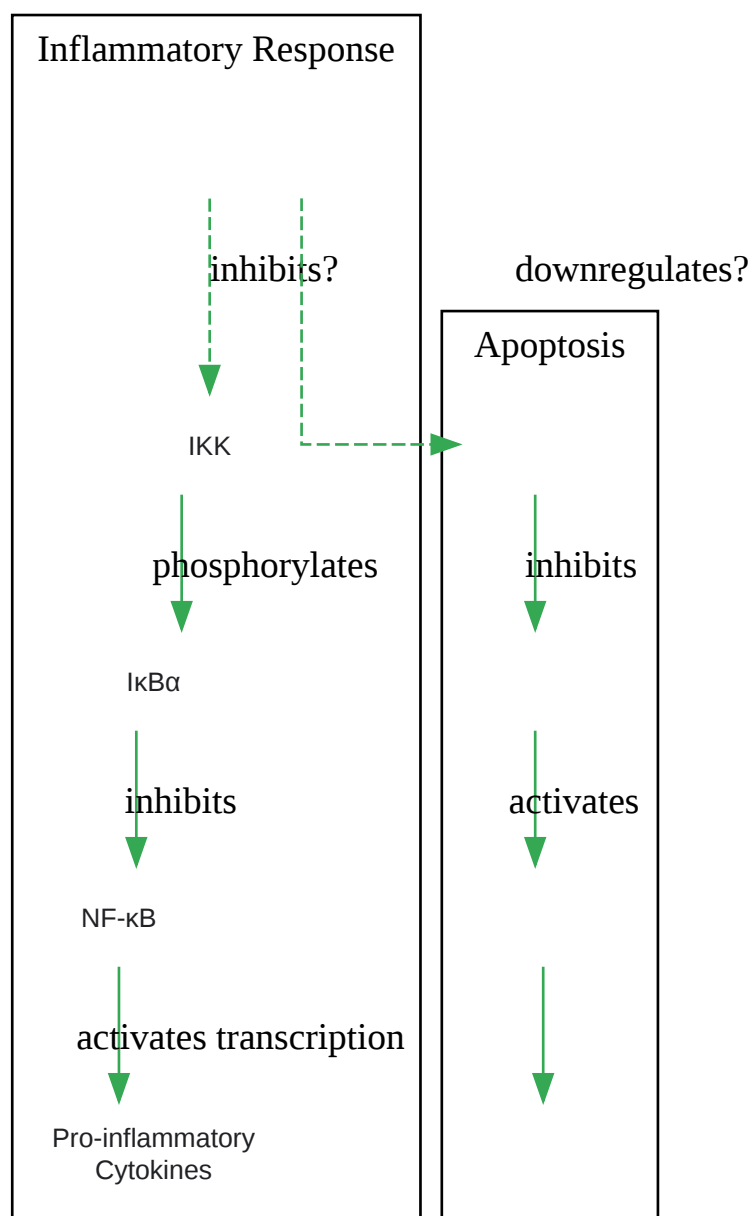 Inflammatory Response
inhibits?
downregulates?
Apoptosis
IKK
phosphorylates
inhibits
IκBα
inhibits
activates
NF-κB
activates transcription
Pro-inflammatory
Cytokines